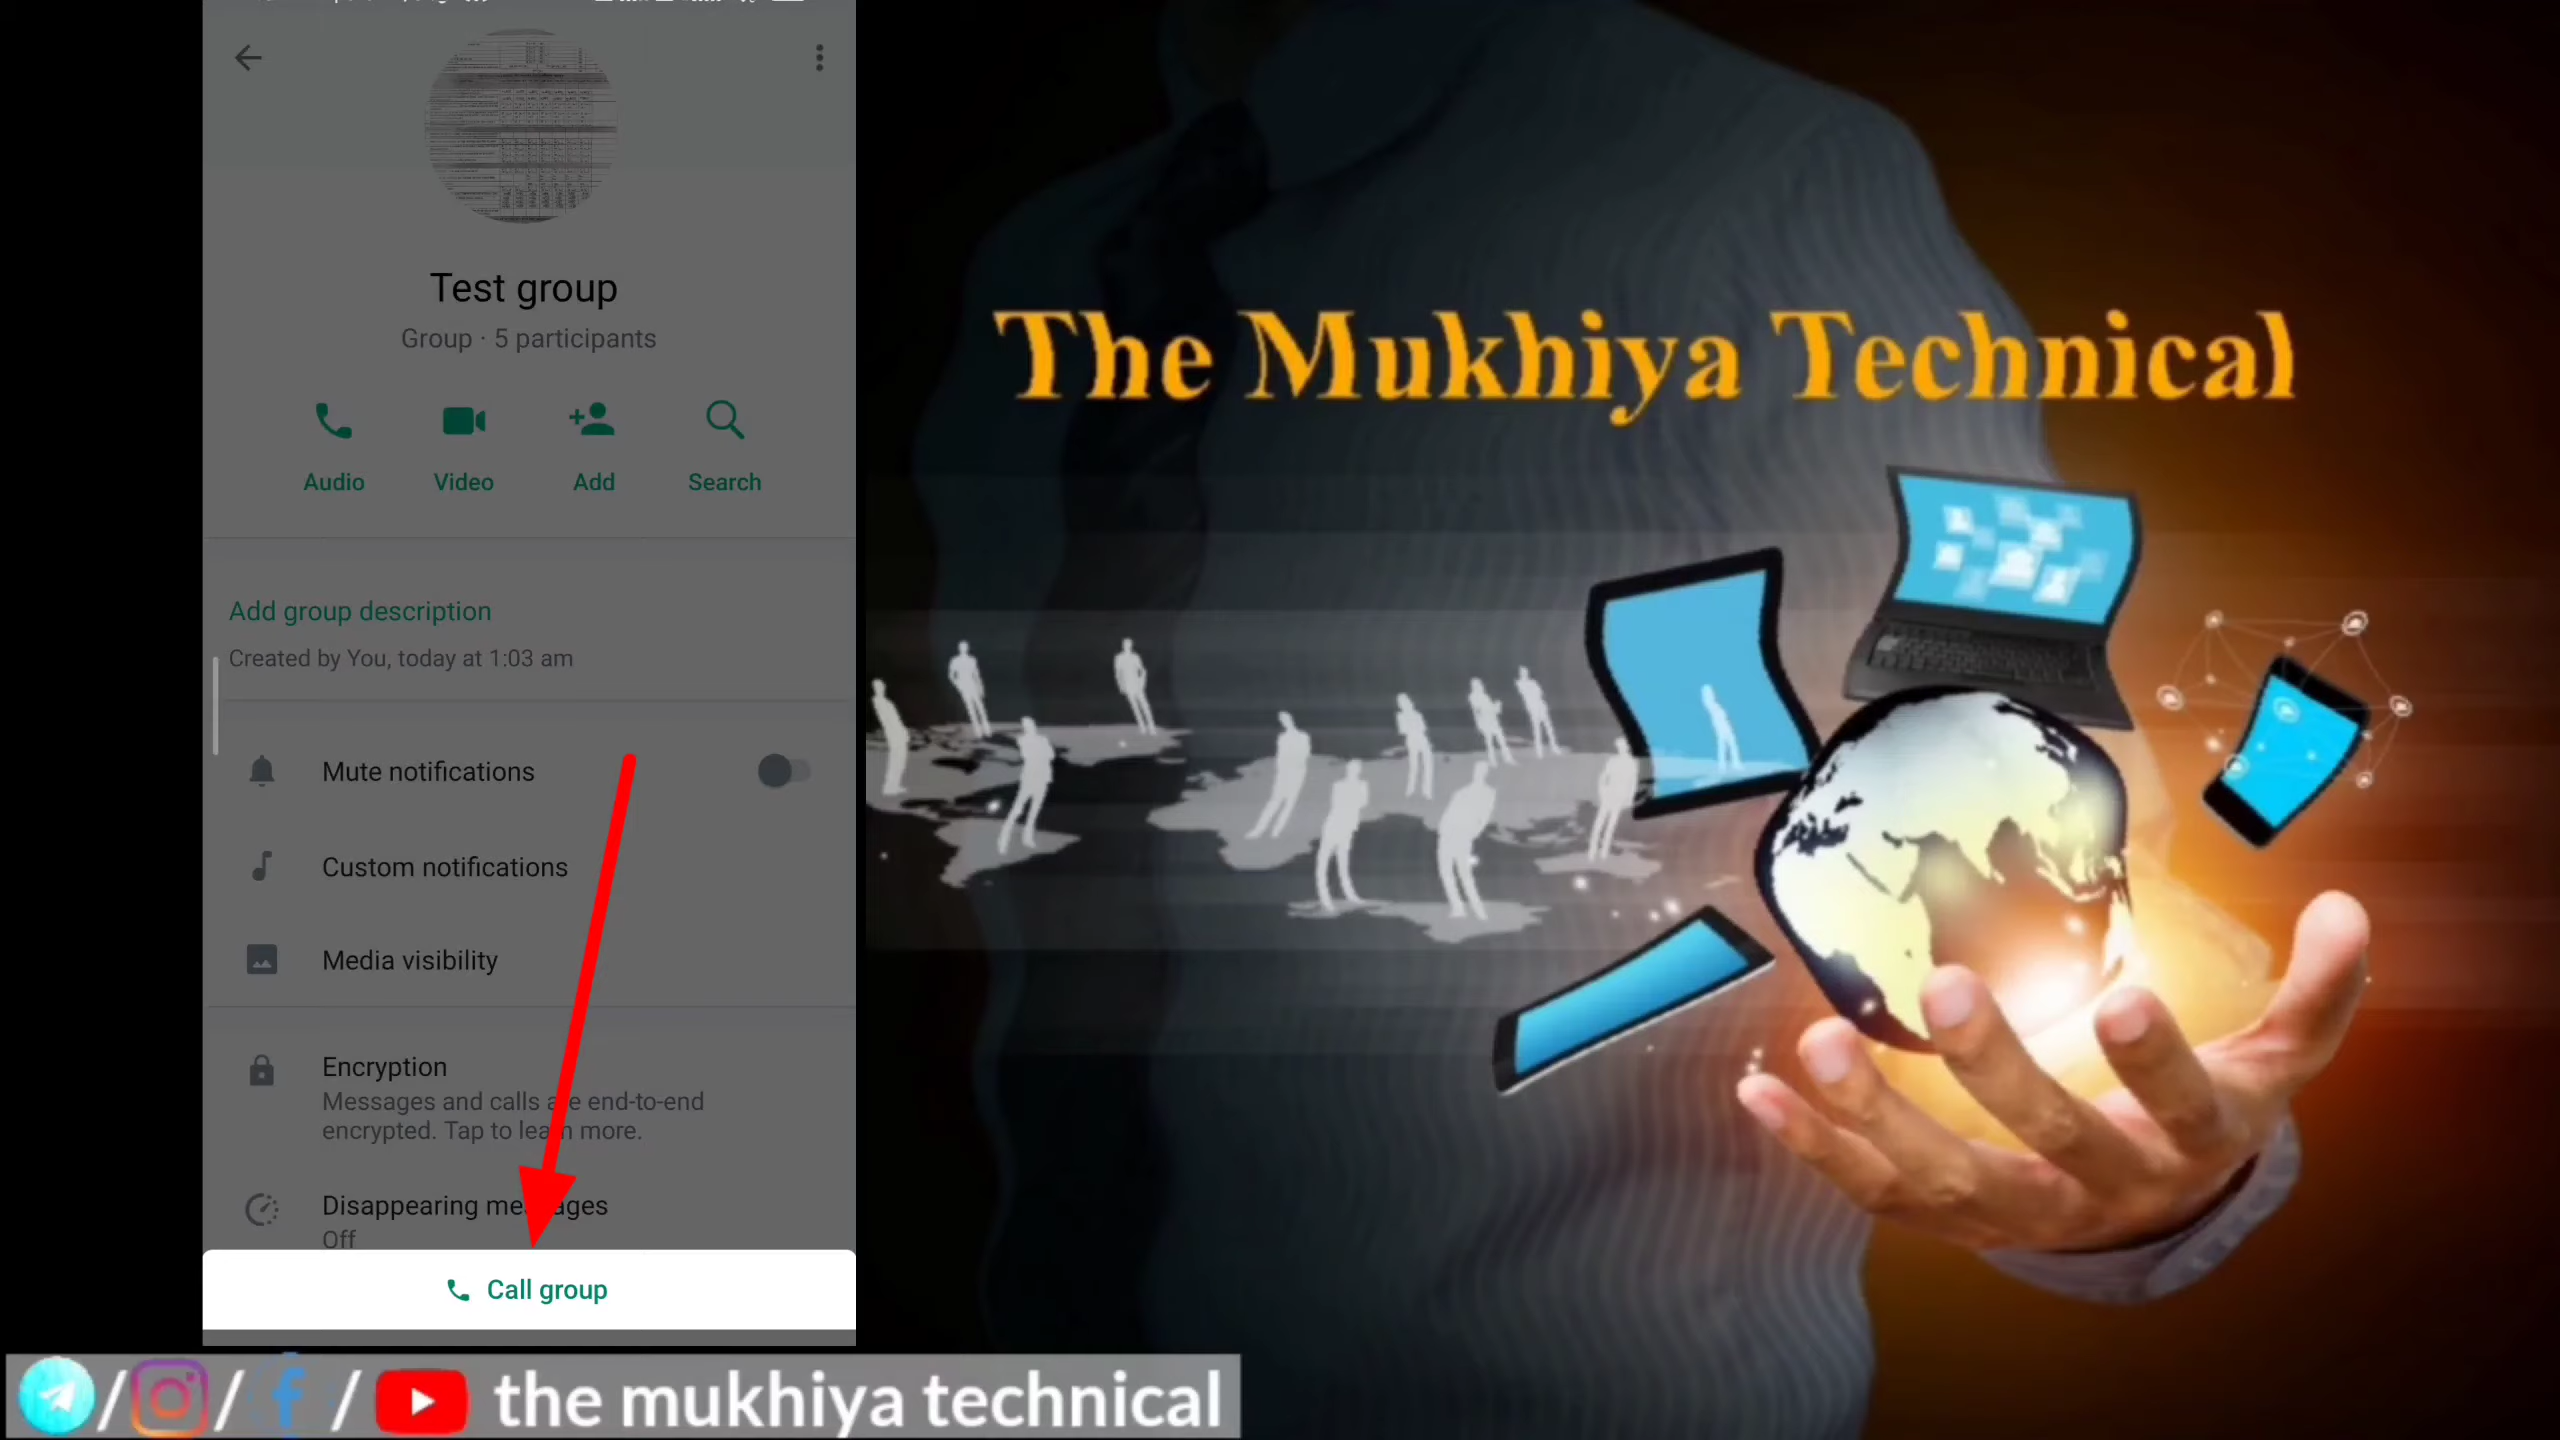 Test group
Group · 5 participants
Audio
Video
Add
Search
Add group description
Created by You, today at 1:03 am
Mute notifications
Custom notifications
Media visibility
Encryption
Messages and calls are end-to-end
encrypted. Tap to learn more.
Disappearing messages
Off
Call group
The Mukhiya Technical
/ / / the mukhiya technical